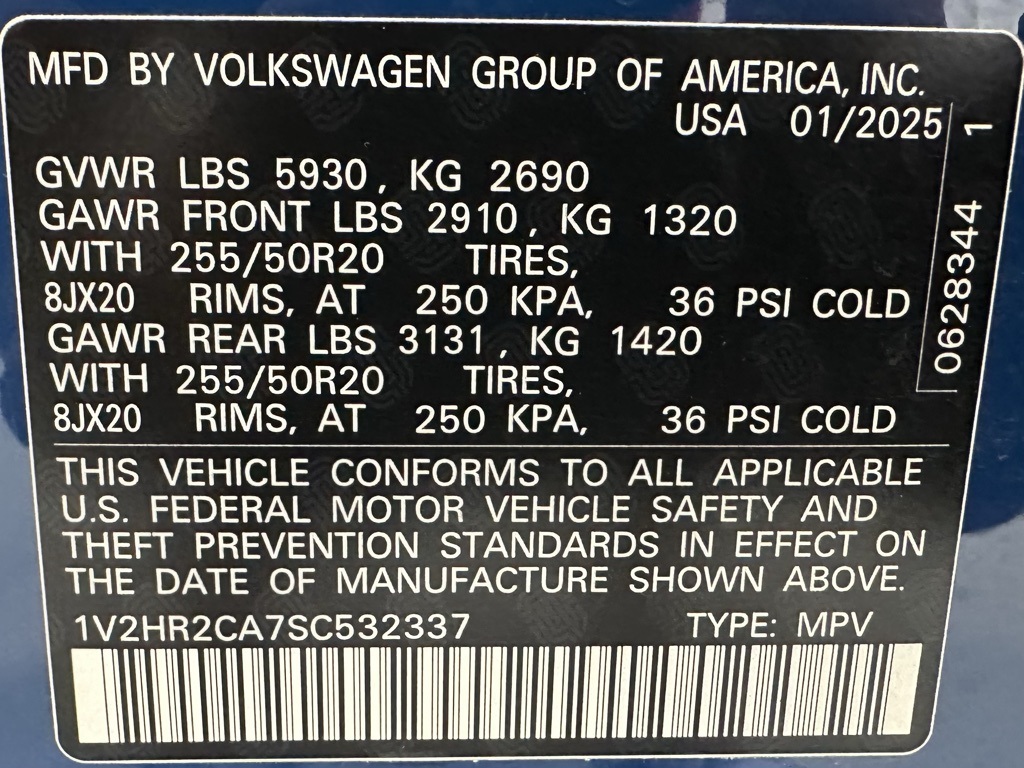 MFD BY VOLKSWAGEN GROUP OF AMERICA, INC.
USA 01/2025
GVWR LBS 5930, KG 2690
GAWR FRONT LBS 2910, KG 1320
WITH 255/50R20 TIRES,
8JX20 RIMS, AT 250 KPA, 36 PSI COLD
GAWR REAR LBS 3131, KG 1420
WITH 255/50R20 TIRES,
8JX20 RIMS, AT 250 KPA, 36 PSI COLD
0628344 1
THIS VEHICLE CONFORMS TO ALL APPLICABLE
U.S. FEDERAL MOTOR VEHICLE SAFETY AND
THEFT PREVENTION STANDARDS IN EFFECT ON
THE DATE OF MANUFACTURE SHOWN ABOVE.
1V2HR2CA7SC532337 TYPE: MPV